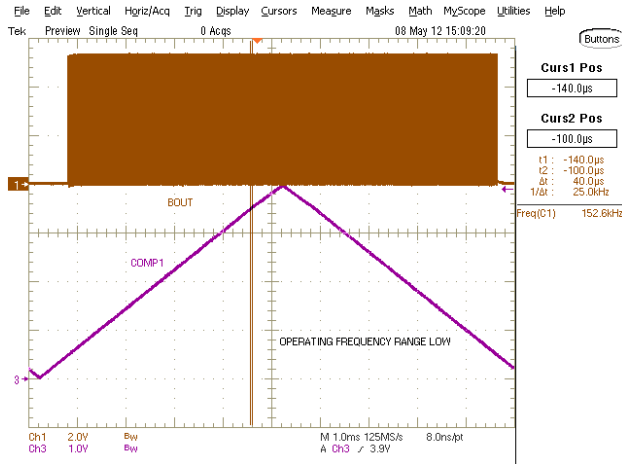 File Edit Vertical Horiz/Acq Trig Display Cursors Measure Masks Math MyScope Utilities Help
Tek Preview Single Seq 0 Acqs 08 May 12 15:09:20
Buttons
Curs1 Pos
-140.0µs
Curs2 Pos
-100.0µs
t1 : -140.0µs
t2 : -100.0µs
Δt : 40.0µs
1/Δt : 25.0kHz
Freq(C1) 152.6kHz
1
BOUT
COMP1
OPERATING FREQUENCY RANGE LOW
3
Ch1 2.0V Bw M 1.0ms 125MS/s 8.0ns/pt
Ch3 1.0V Bw A Ch3 / 3.9V